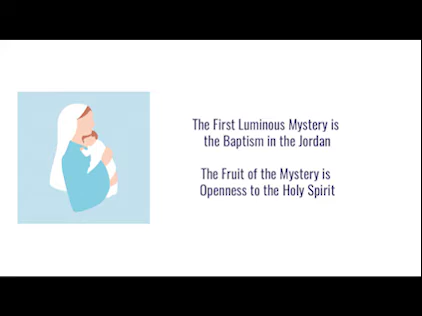 The First Luminous Mystery is
the Baptism in the Jordan
The Fruit of the Mystery is
Openness to the Holy Spirit